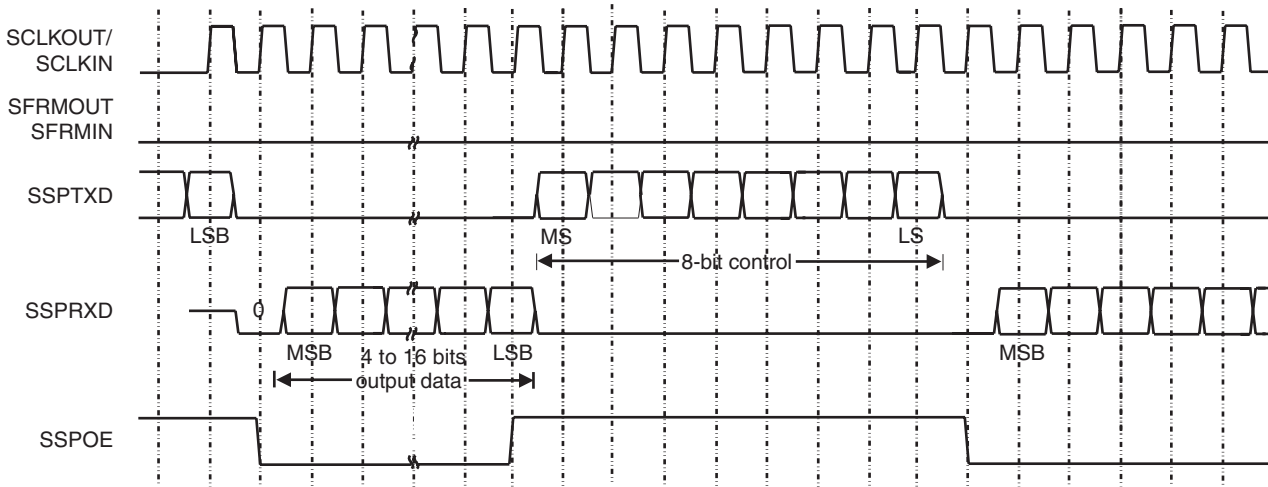 SCLKOUT/
SCLKIN
SFRMOUT
SFRMIN
SSPTXD
LSB
MS
LS
8-bit control
SSPRXD
0
MSB
4 to 16 bits
output data
LSB
MSB
SSPOE